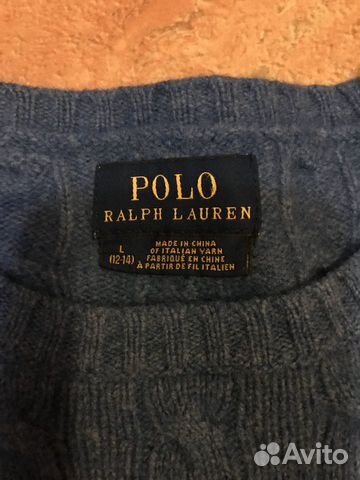 POLO
RALPH LAUREN
L
(12-14)
MADE IN CHINA
OF ITALIAN YARN
FABRIQUÉ EN CHINE
À PARTIR DE FIL ITALIEN
Avito